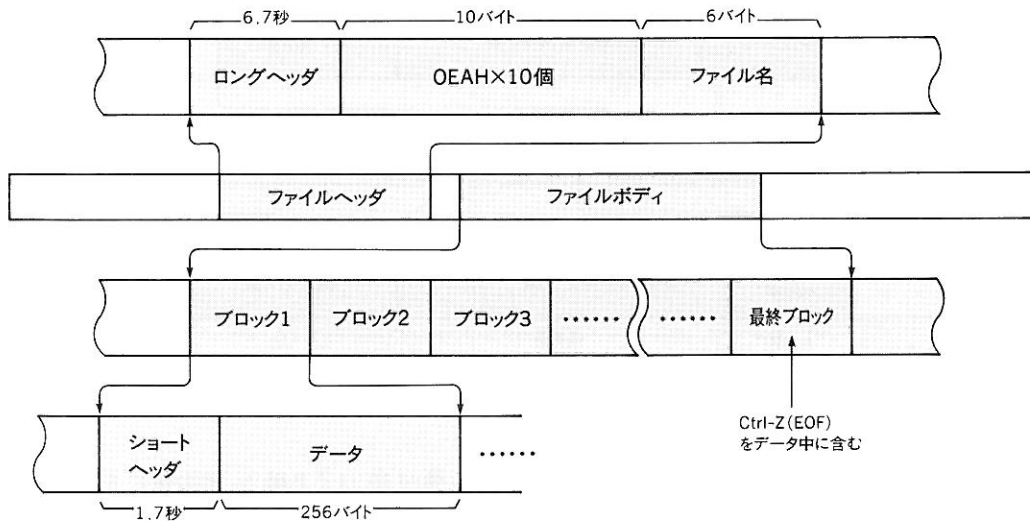 6.7秒 10バイト 6バイト
ロングヘッダ OEAH×10個 ファイル名
ファイルヘッダ ファイルボディ
ブロック1 ブロック2 ブロック3 …… …… 最終ブロック
Ctrl-Z(EOF)
をデータ中に含む
ショート
ヘッダ
データ ……
1.7秒 256バイト